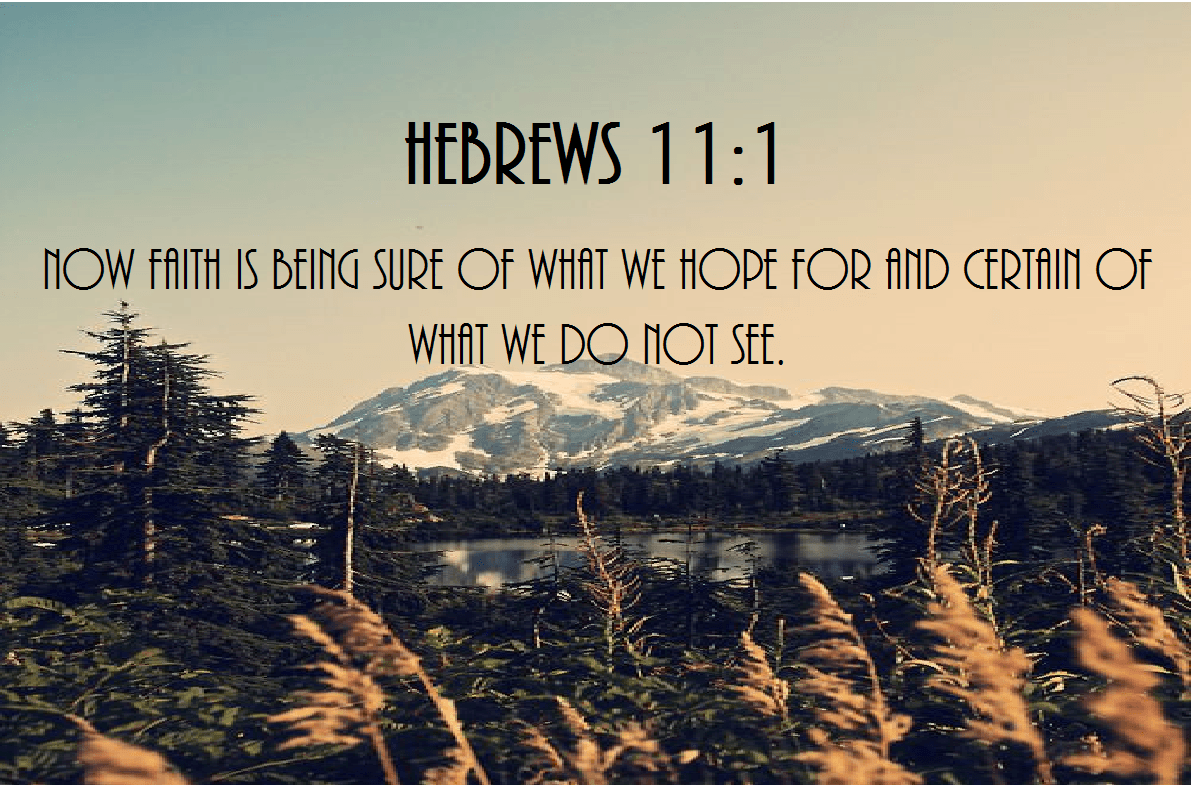 HEBREWS 11:1
NOW FAITH IS BEING SURE OF WHAT WE HOPE FOR AND CERTAIN OF
WHAT WE DO NOT SEE.